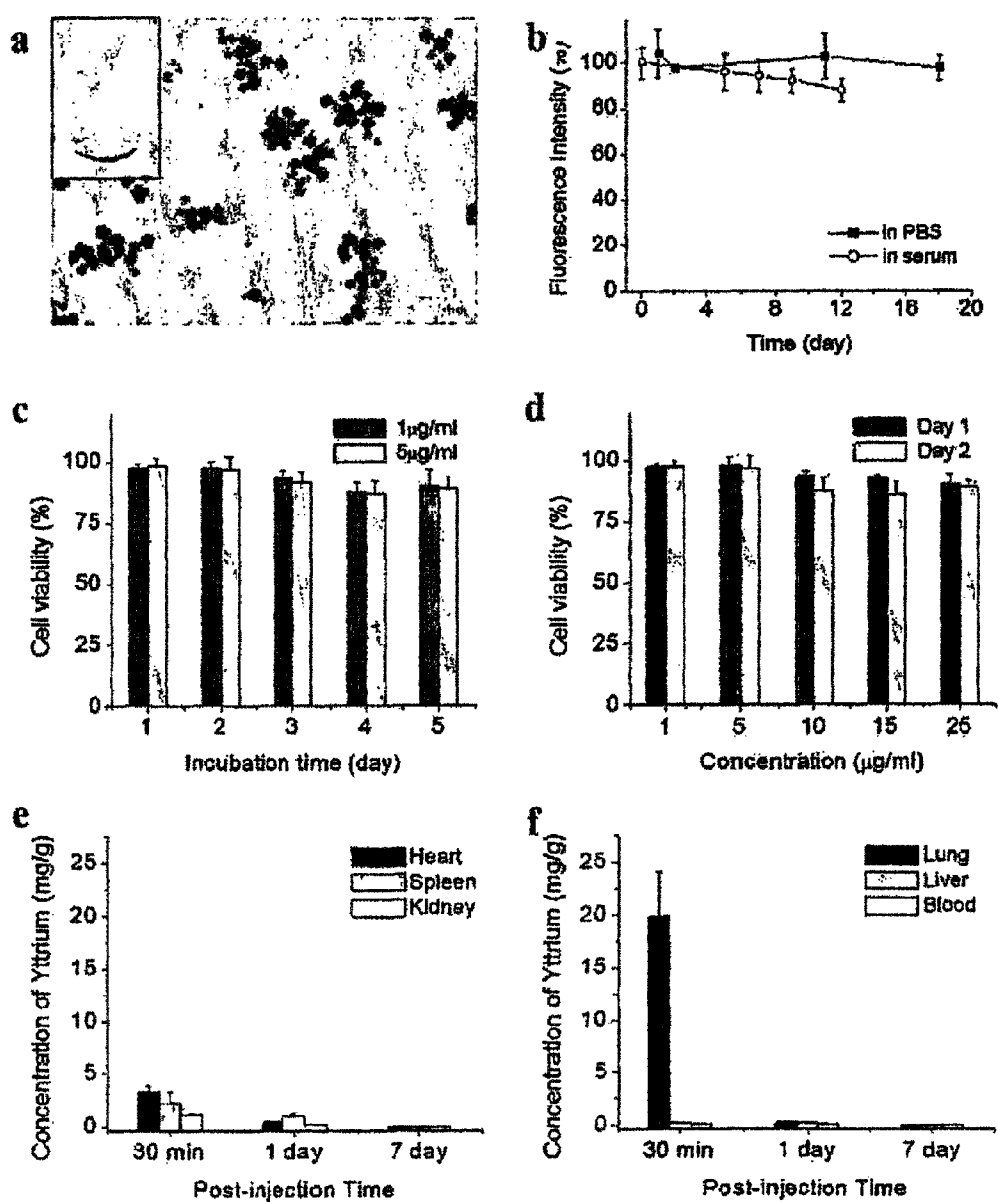 a
b
Fluorescence Intensity (%)
100
80
60
40
20
0
in PBS
in serum
0 4 8 12 16 20
Time (day)
c
Cell viability (%)
100
75
50
25
0
1µg/ml
5µg/ml
1 2 3 4 5
Incubation time (day)
d
Cell viability (%)
100
75
50
25
0
Day 1
Day 2
1 5 10 15 25
Concentration (µg/ml)
e
Concentration of Yttrium (mg/g)
25
20
15
10
5
0
Heart
Spleen
Kidney
30 min 1 day 7 day
Post-injection Time
f
Concentration of Yttrium (mg/g)
25
20
15
10
5
0
Lung
Liver
Blood
30 min 1 day 7 day
Post-injection Time